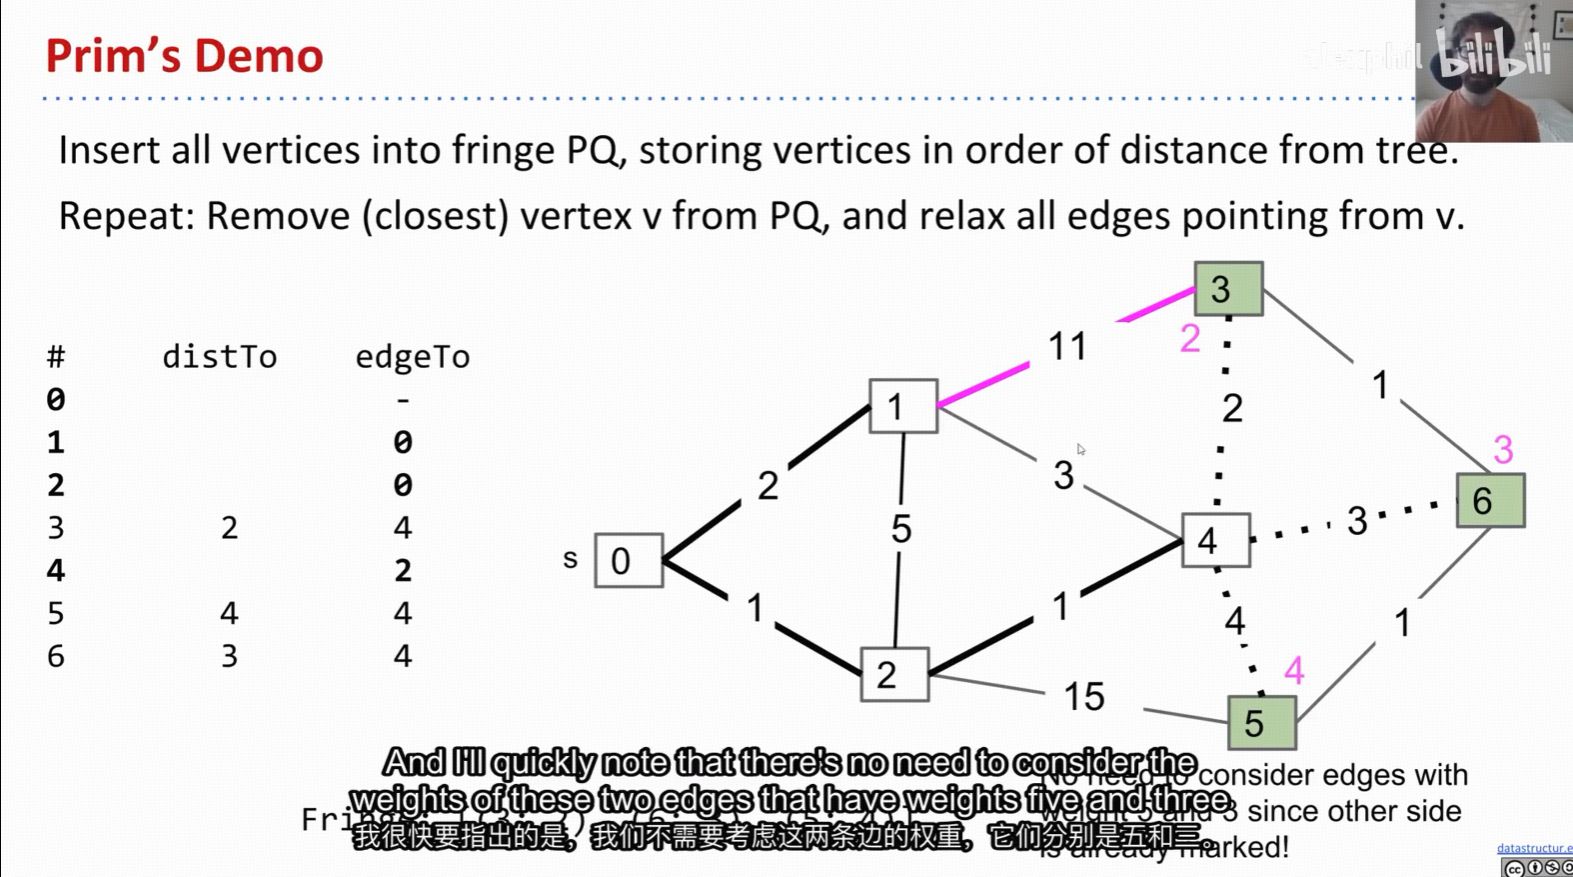 Prim's Demo
bilibili
Insert all vertices into fringe PQ, storing vertices in order of distance from tree.
Repeat: Remove (closest) vertex v from PQ, and relax all edges pointing from v.
# distTo edgeTo
0 -
1 0
2 0
3 2 4
4 2
5 4 4
6 3 4
3
11
2
2
1
1
3
2
3
6
5
4
3
s 0
1
1
4
1
2
15
4
5
And I'll quickly note that there's no need to consider the
weights of these two edges that have weights five and three.
我很快要指出的是，我们不需要考虑这两条边的权重，它们分别是五和三。
No need to consider edges with
weight 5 and 3 since other side
is already marked!
datastructur.e
cc